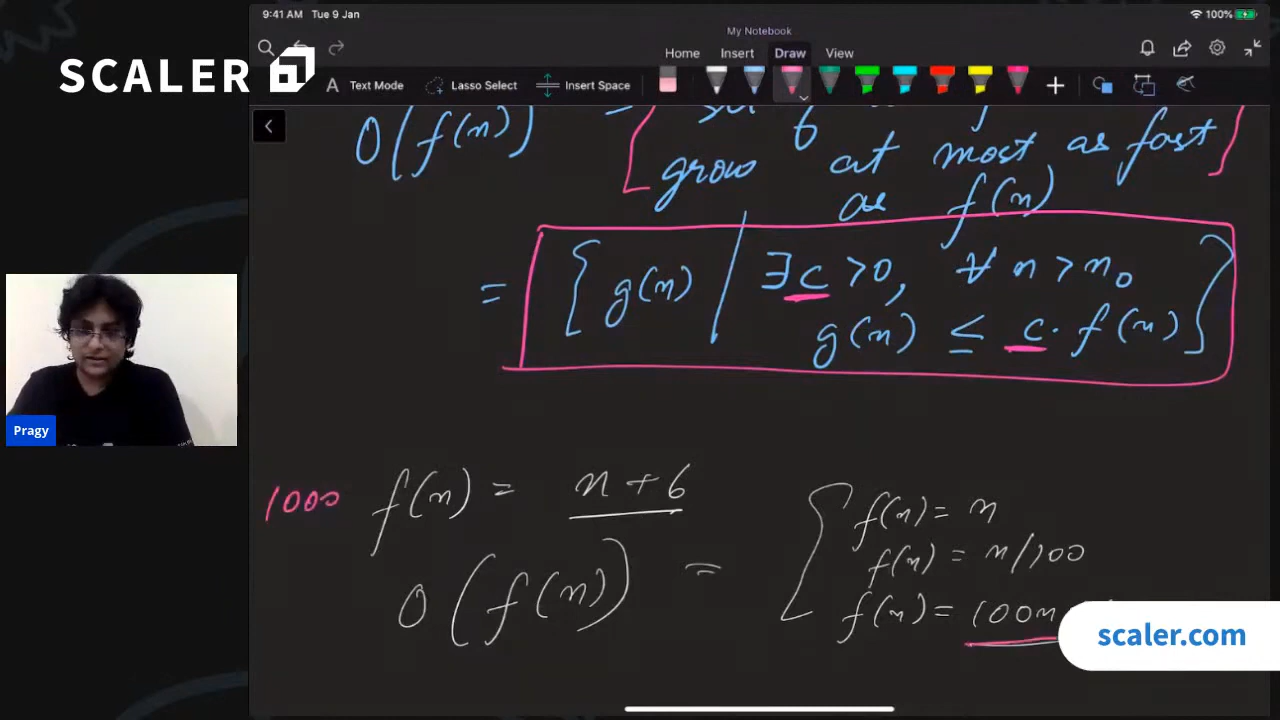 9:41 AM Tue 9 Jan
100%
My Notebook
Home Insert Draw View
SCALER
A Text Mode Lasso Select Insert Space
O(f(n)) =
grow at most as fast
as f(n)
= { g(n) | ∃ c > 0, ∀ n > n₀
g(n) ≤ c · f(n) }
Pragy
1000 f(n) = n + 6
O(f(n)) = { f(n) = n
f(n) = n/100
f(n) = 100n
scaler.com